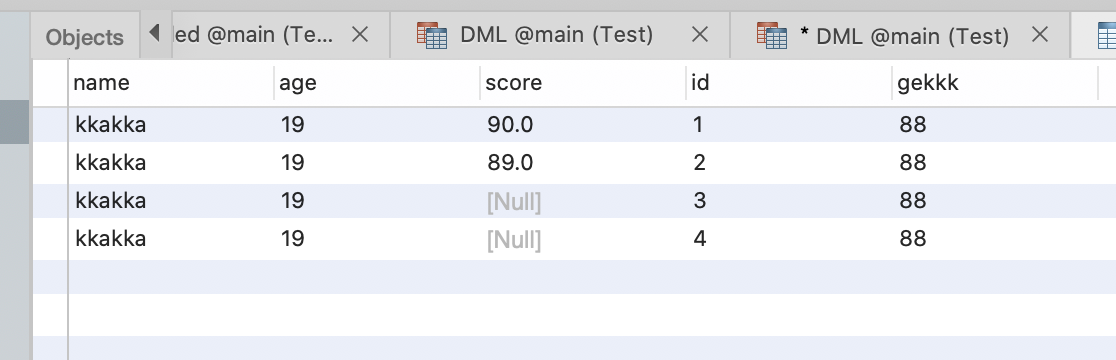 Objects ed @main (Te... DML @main (Test) * DML @main (Test)
name age score id gekkk
kkakka 19 90.0 1 88
kkakka 19 89.0 2 88
kkakka 19 [Null] 3 88
kkakka 19 [Null] 4 88